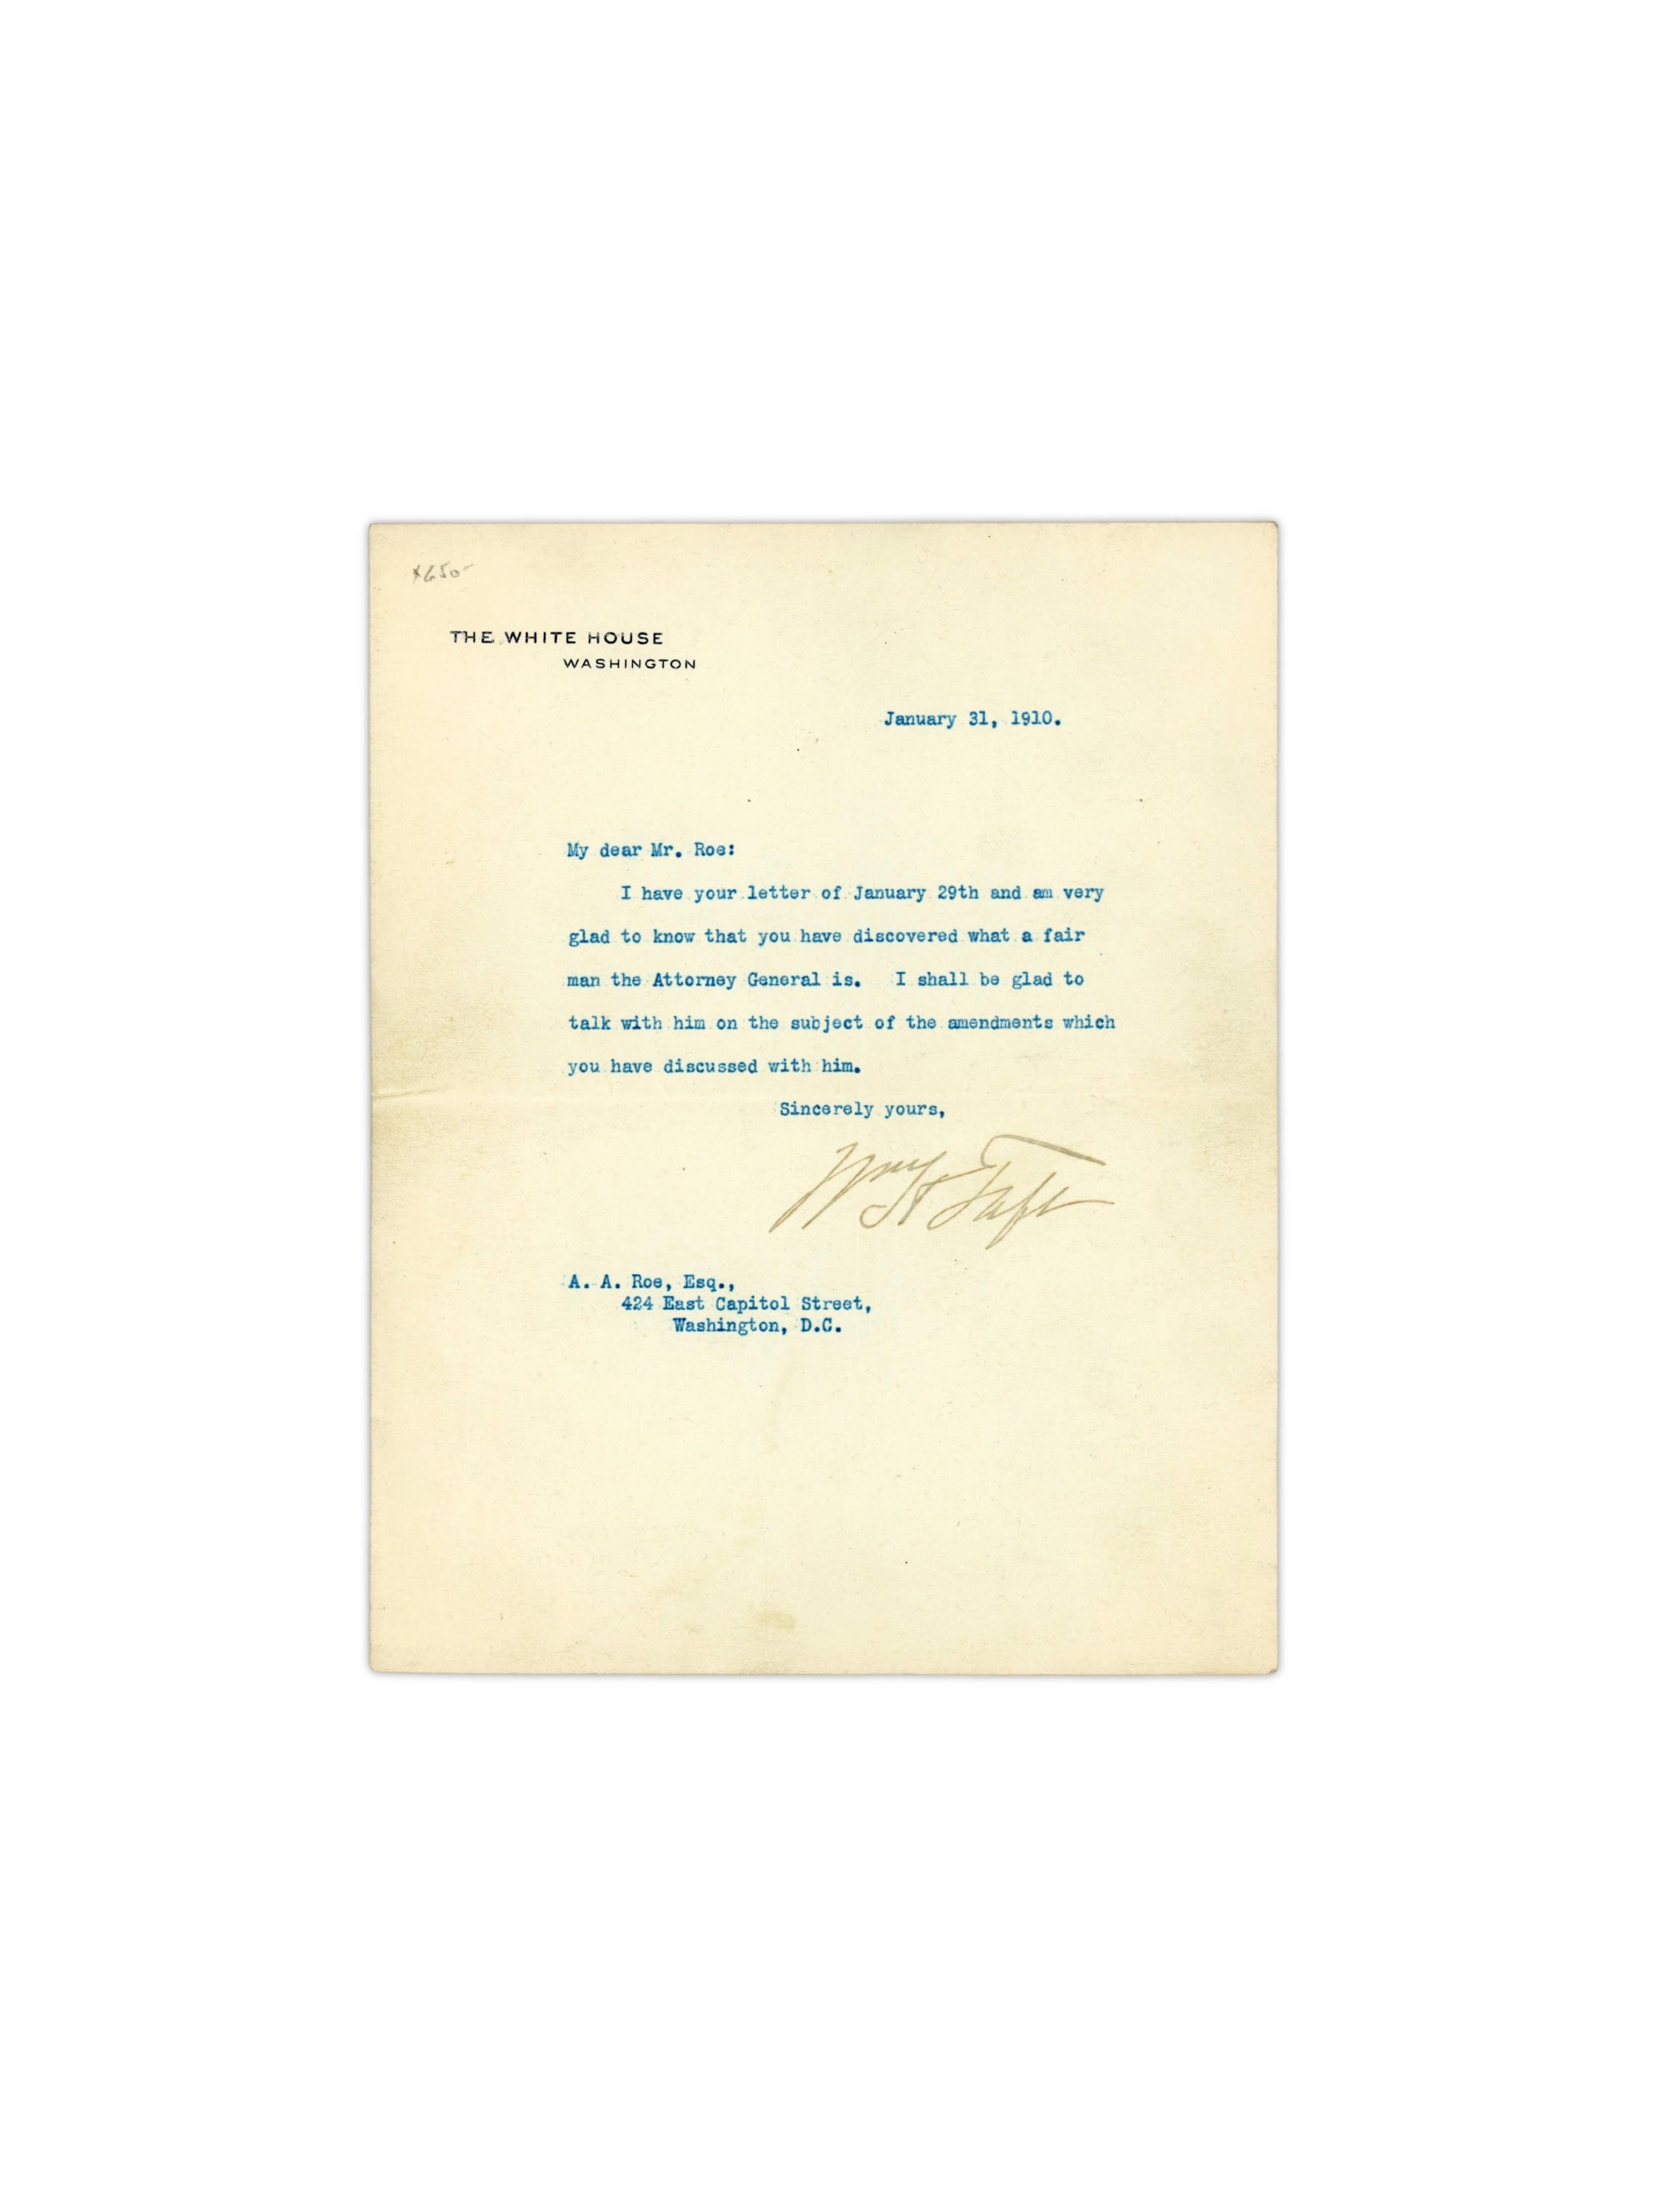 $650-
THE WHITE HOUSE
WASHINGTON
January 31, 1910.
My dear Mr. Roe:
I have your letter of January 29th and am very
glad to know that you have discovered what a fair
man the Attorney General is. I shall be glad to
talk with him on the subject of the amendments which
you have discussed with him.
Sincerely yours,
Wm H Taft
A. A. Roe, Esq.,
424 East Capitol Street,
Washington, D.C.